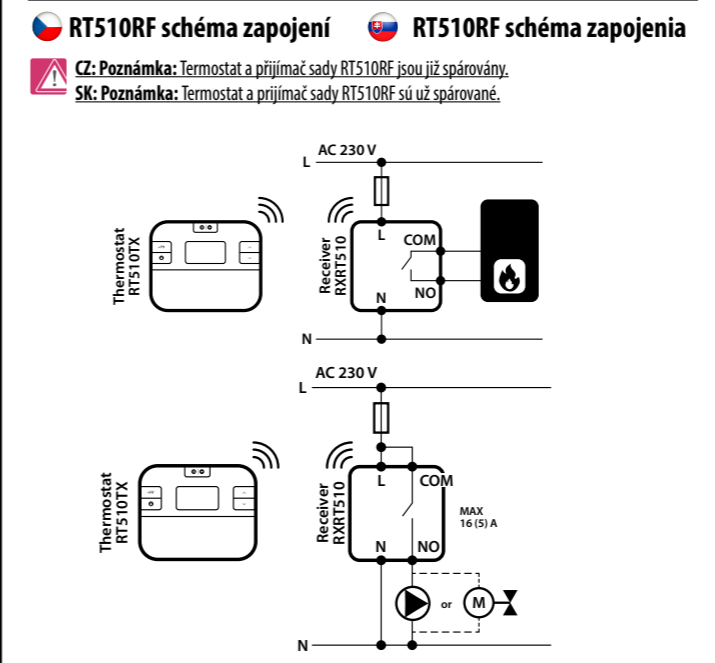 RT510RF schéma zapojení
RT510RF schéma zapojenia
CZ: Poznámka: Termostat a přijímač sady RT510RF jsou již spárovány.
SK: Poznámka: Termostat a prijímač sady RT510RF sú už spárované.
AC 230 V
L
Thermostat
RT510TX
Receiver
RXRT510
L
COM
NO
N
N
AC 230 V
L
Thermostat
RT510TX
Receiver
RXRT510
L
COM
MAX
16 (5) A
N
NO
or
M
N